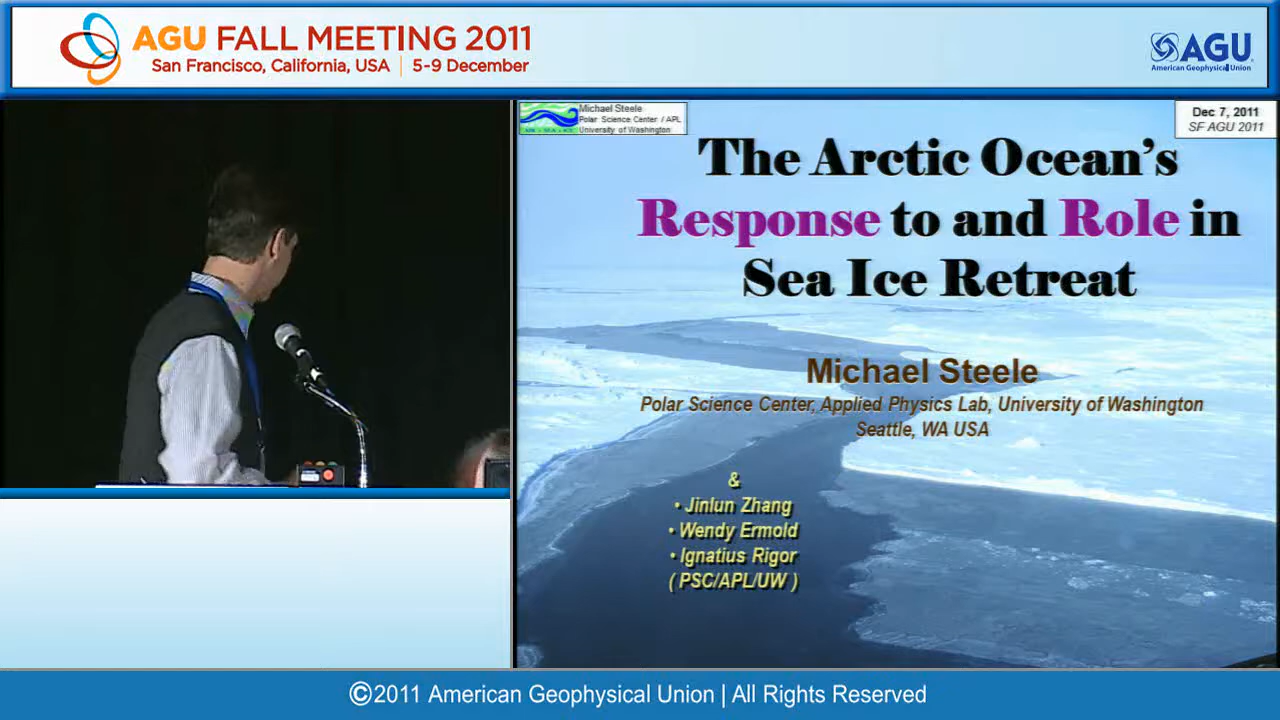 AGU FALL MEETING 2011
San Francisco, California, USA | 5-9 December
AGU
American Geophysical Union
Michael Steele
Polar Science Center / APL
University of Washington
Dec 7, 2011
SF AGU 2011
The Arctic Ocean's
Response to and Role in
Sea Ice Retreat
Michael Steele
Polar Science Center, Applied Physics Lab, University of Washington
Seattle, WA USA
&
• Jinlun Zhang
• Wendy Ermold
• Ignatius Rigor
( PSC/APL/UW )
©2011 American Geophysical Union | All Rights Reserved